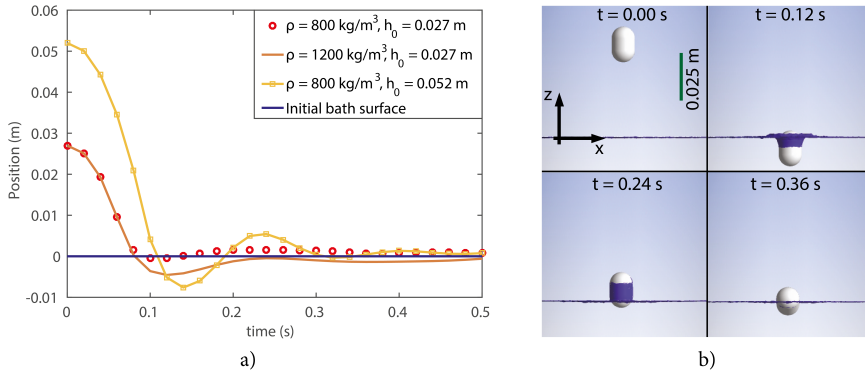 a)
0.06
0.05
0.04
0.03
0.02
0.01
0
-0.01
Position (m)
ρ = 800 kg/m³, h₀ = 0.027 m
ρ = 1200 kg/m³, h₀ = 0.027 m
ρ = 800 kg/m³, h₀ = 0.052 m
Initial bath surface
0 0.1 0.2 0.3 0.4 0.5
time (s)
a)
b)
t = 0.00 s
0.025 m
z
x
t = 0.12 s
t = 0.24 s
t = 0.36 s
b)